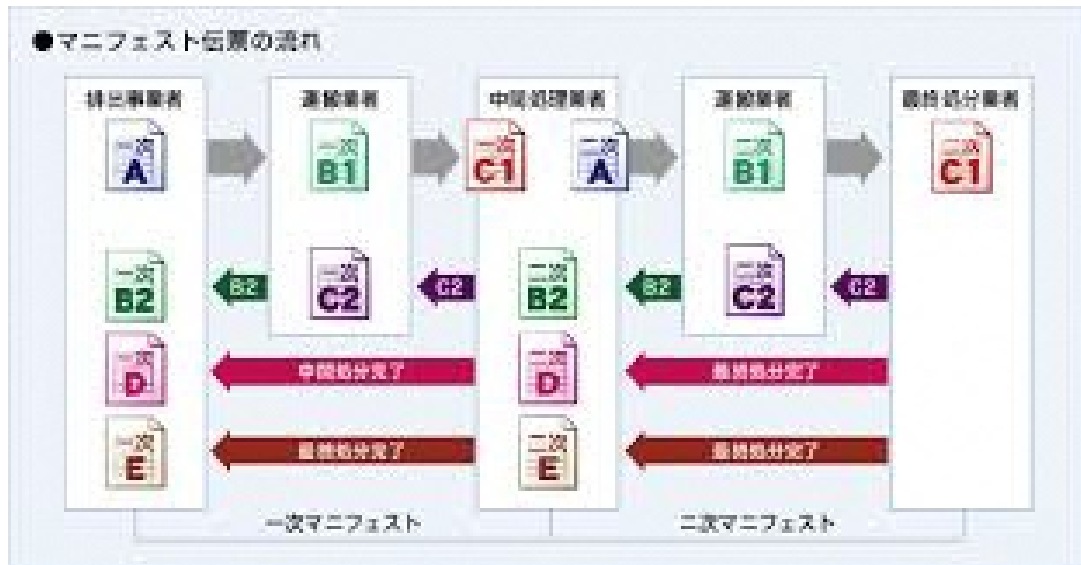 ●マニフェスト伝票の流れ
排出事業者 運搬業者 中間処理業者 運搬業者 最終処分業者
一次 A 一次 B1 一次 C1 二次 A 二次 B1 二次 C1
一次 B2 B2 一次 C2 C2 二次 B2 B2 二次 C2 C2
一次 D 中間処分完了 二次 D 最終処分完了
一次 E 最終処分完了 二次 E 最終処分完了
一次マニフェスト 二次マニフェスト